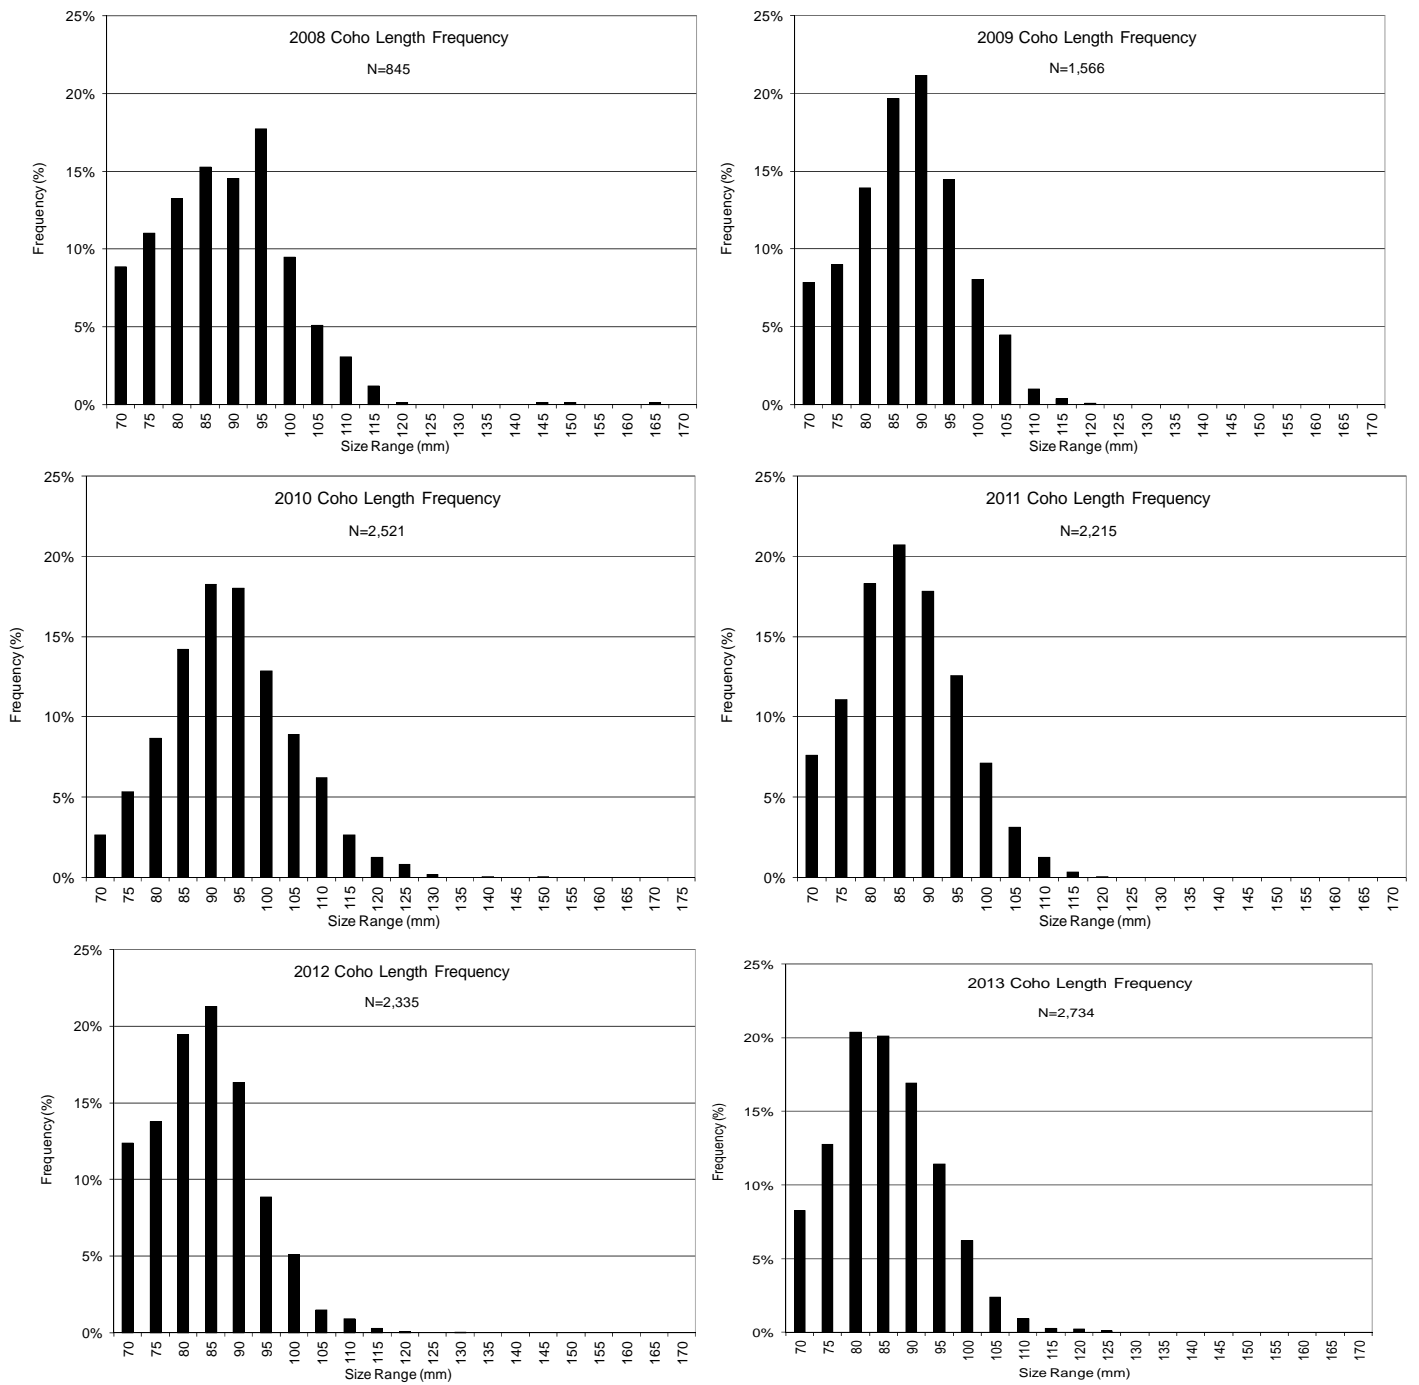 2008 Coho Length Frequency
N=845
Frequency (%)
25%
20%
15%
10%
5%
0%
70 75 80 85 90 95 100 105 110 115 120 125 130 135 140 145 150 155 160 165 170
Size Range (mm)
2009 Coho Length Frequency
N=1,566
Frequency (%)
25%
20%
15%
10%
5%
0%
70 75 80 85 90 95 100 105 110 115 120 125 130 135 140 145 150 155 160 165 170
Size Range (mm)
2010 Coho Length Frequency
N=2,521
Frequency (%)
25%
20%
15%
10%
5%
0%
70 75 80 85 90 95 100 105 110 115 120 125 130 135 140 145 150 155 160 165 170 175
Size Range (mm)
2011 Coho Length Frequency
N=2,215
Frequency (%)
25%
20%
15%
10%
5%
0%
70 75 80 85 90 95 100 105 110 115 120 125 130 135 140 145 150 155 160 165 170
Size Range (mm)
2012 Coho Length Frequency
N=2,335
Frequency (%)
25%
20%
15%
10%
5%
0%
70 75 80 85 90 95 100 105 110 115 120 125 130 135 140 145 150 155 160 165 170
Size Range (mm)
2013 Coho Length Frequency
N=2,734
Frequency (%)
25%
20%
15%
10%
5%
0%
70 75 80 85 90 95 100 105 110 115 120 125 130 135 140 145 150 155 160 165 170
Size Range (mm)